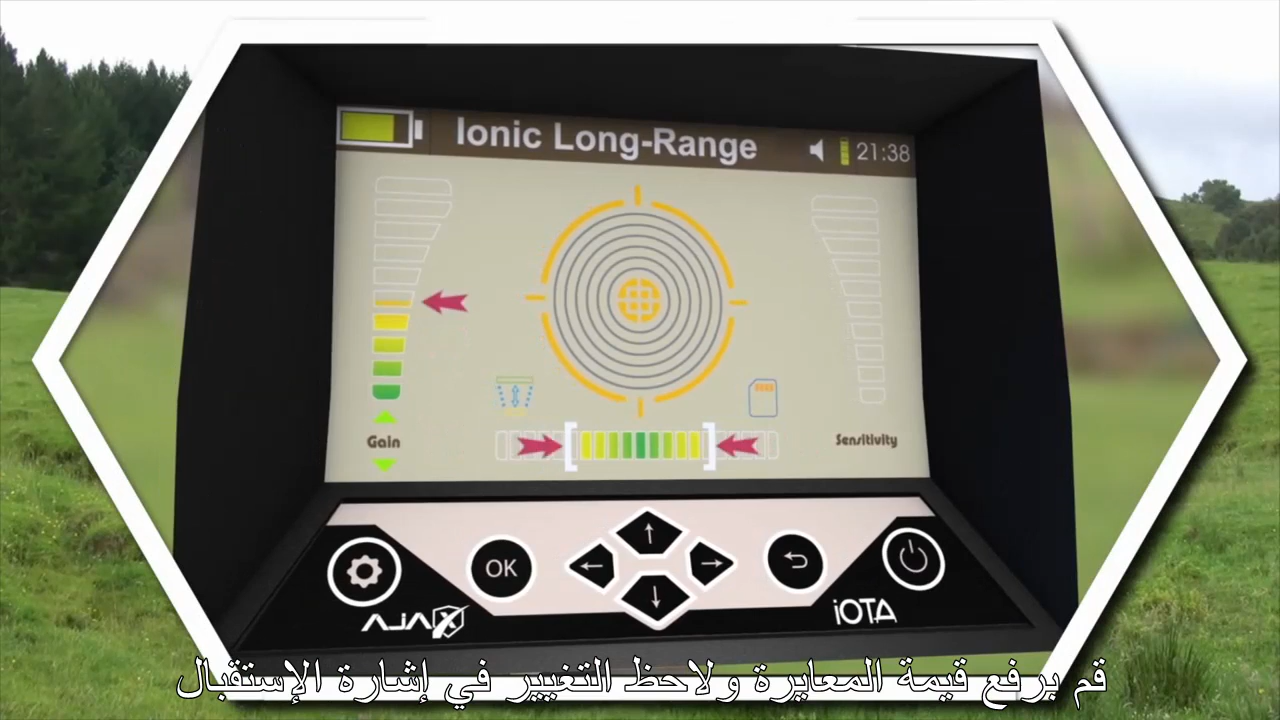 Ionic Long-Range
21:38
Gain
Sensitivity
OK
AJAX
iOTA
قم برفع قيمة المعايرة ولاحظ التغيير في إشارة الإستقبال